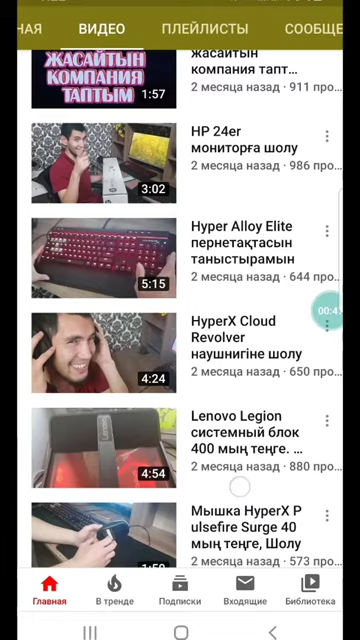 НАЯ
ВИДЕО
ПЛЕЙЛИСТЫ
СООБЩЕ
ЖАСАЙТЫН
КОМПАНИЯ
ТАПТЫМ
1:57
жасайтын
компания тапт...
2 месяца назад · 911 про...
3:02
HP 24er
мониторға шолу
2 месяца назад · 986 про...
5:15
Hyper Alloy Elite
пернетақтасын
таныстырамын
2 месяца назад · 644 про...
00:4
4:24
HyperX Cloud
Revolver
наушнигіне шолу
2 месяца назад · 650 про...
Lenovo
4:54
Lenovo Legion
системный блок
400 мың теңге. ...
2 месяца назад · 880 про...
Мышка HyperX P
ulsefire Surge 40
мың теңге, Шолу
2 месяца назад · 573 про...
Главная
В тренде
Подписки
Входящие
Библиотека